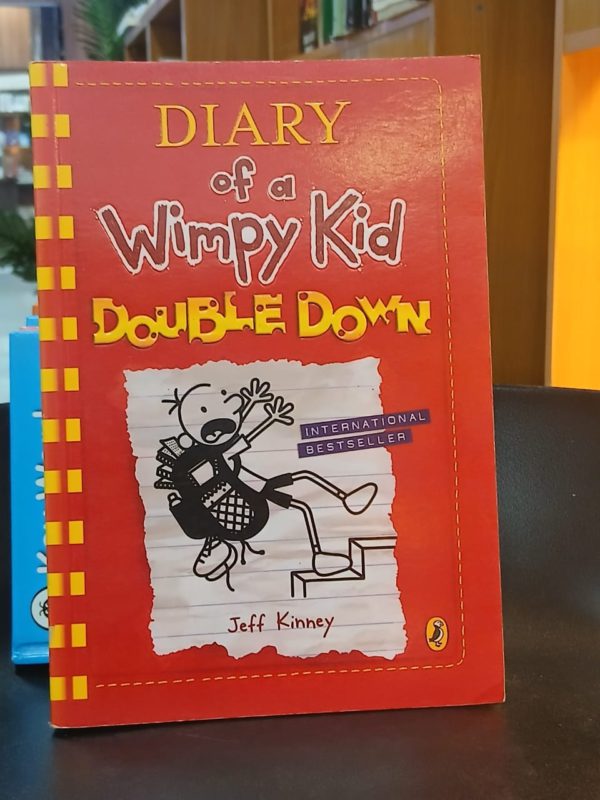 DIARY
of a
Wimpy Kid
DOUBLE DOWN
INTERNATIONAL
BESTSELLER
Jeff Kinney